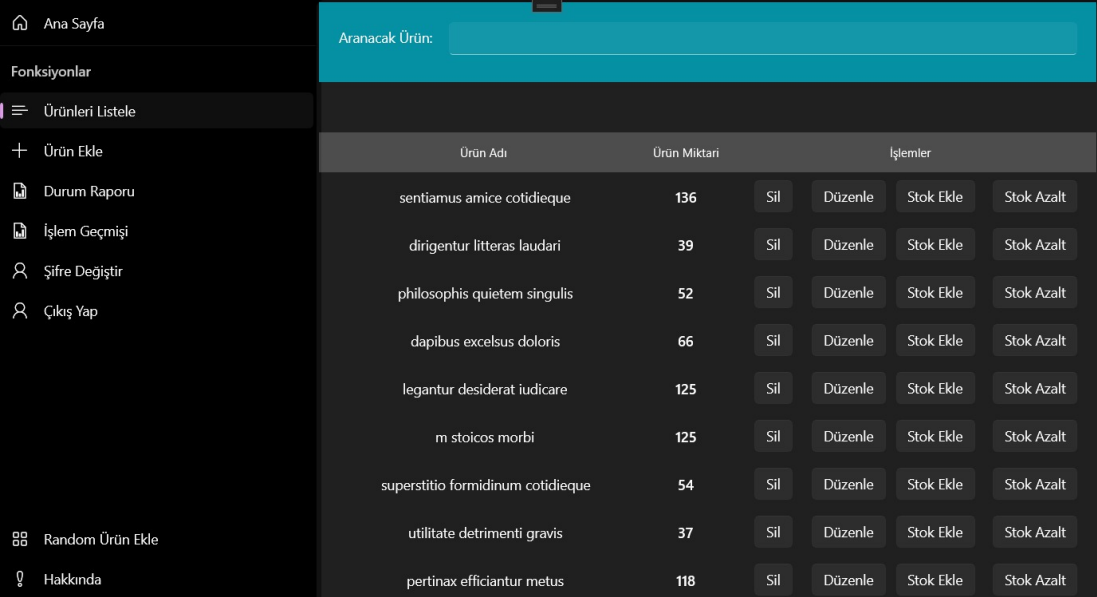 Ana Sayfa
Fonksiyonlar
Ürünleri Listele
Ürün Ekle
Durum Raporu
İşlem Geçmişi
Şifre Değiştir
Çıkış Yap
Random Ürün Ekle
Hakkında
Aranacak Ürün:
Ürün Adı Ürün Miktari İşlemler
sentiamus amice cotidieque 136 Sil Düzenle Stok Ekle Stok Azalt
dirigentur litteras laudari 39 Sil Düzenle Stok Ekle Stok Azalt
philosophis quietem singulis 52 Sil Düzenle Stok Ekle Stok Azalt
dapibus excelsus doloris 66 Sil Düzenle Stok Ekle Stok Azalt
legantur desiderat iudicare 125 Sil Düzenle Stok Ekle Stok Azalt
m stoicos morbi 125 Sil Düzenle Stok Ekle Stok Azalt
superstitio formidinum cotidieque 54 Sil Düzenle Stok Ekle Stok Azalt
utilitate detrimenti gravis 37 Sil Düzenle Stok Ekle Stok Azalt
pertinax efficiantur metus 118 Sil Düzenle Stok Ekle Stok Azalt